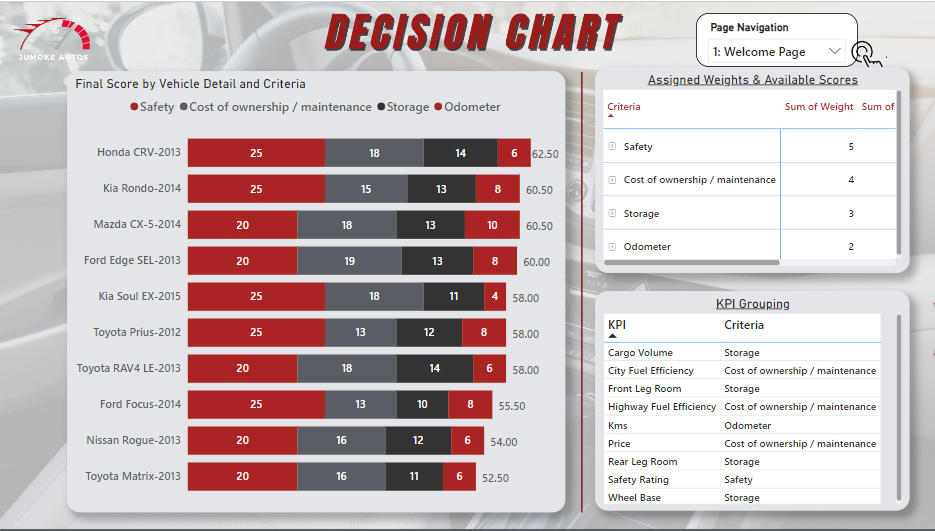 DECISION CHART
JUMOKE AUTOS
Page Navigation
1: Welcome Page
Final Score by Vehicle Detail and Criteria
Safety Cost of ownership / maintenance Storage Odometer
Honda CRV-2013 25 18 14 6 62.50
Kia Rondo-2014 25 15 13 8 60.50
Mazda CX-5-2014 20 18 13 10 60.50
Ford Edge SEL-2013 20 19 13 8 60.00
Kia Soul EX-2015 25 18 11 4 58.00
Toyota Prius-2012 25 13 12 8 58.00
Toyota RAV4 LE-2013 20 18 14 6 58.00
Ford Focus-2014 25 13 10 8 55.50
Nissan Rogue-2013 20 16 12 6 54.00
Toyota Matrix-2013 20 16 11 6 52.50
Assigned Weights & Available Scores
Criteria Sum of Weight Sum of
Safety 5
Cost of ownership / maintenance 4
Storage 3
Odometer 2
KPI Grouping
KPI Criteria
Cargo Volume Storage
City Fuel Efficiency Cost of ownership / maintenance
Front Leg Room Storage
Highway Fuel Efficiency Cost of ownership / maintenance
Kms Odometer
Price Cost of ownership / maintenance
Rear Leg Room Storage
Safety Rating Safety
Wheel Base Storage